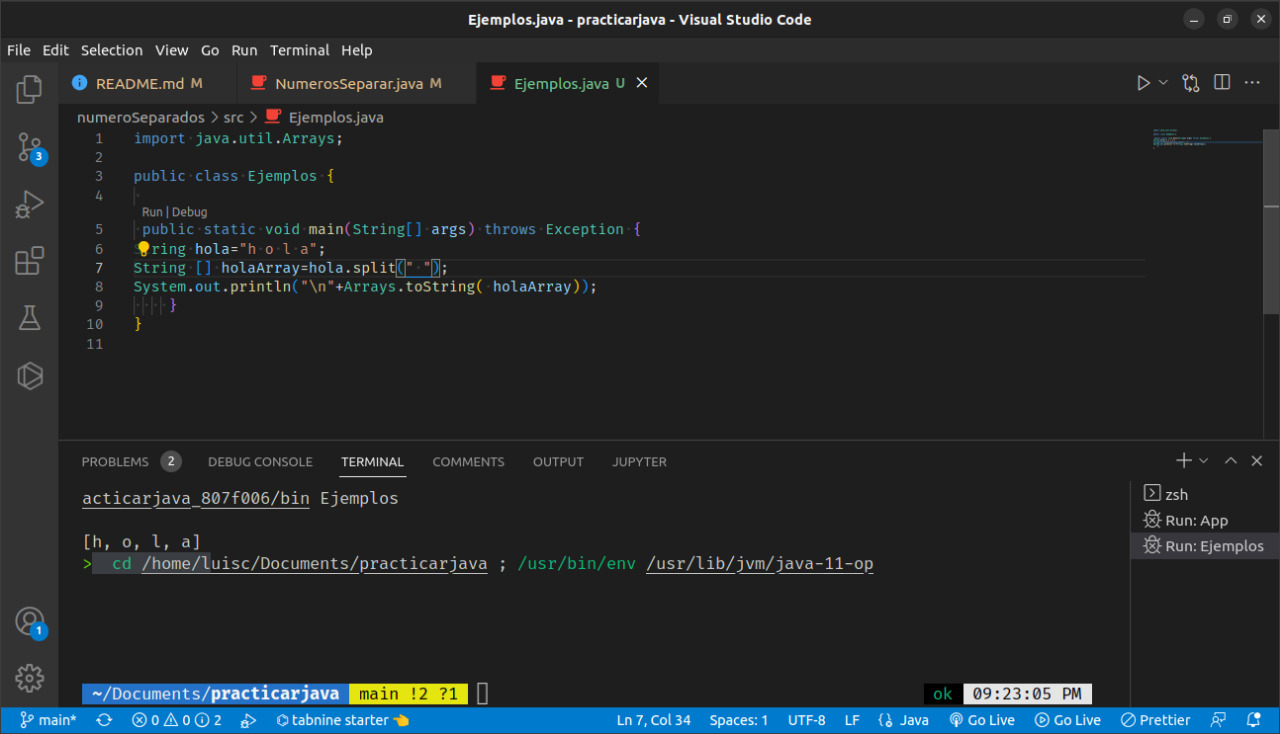 Ejemplos.java - practicarjava - Visual Studio Code
File Edit Selection View Go Run Terminal Help
README.md M NumerosSeparar.java M Ejemplos.java U
numeroSeparados > src > Ejemplos.java
1 import java.util.Arrays;
2
3 public class Ejemplos {
4
Run | Debug
5 public static void main(String[] args) throws Exception {
6 String hola="h o l a";
7 String [] holaArray=hola.split(" ");
8 System.out.println("\n"+Arrays.toString( holaArray));
9 }
10 }
11
PROBLEMS 2 DEBUG CONSOLE TERMINAL COMMENTS OUTPUT JUPYTER
acticarjava_807f006/bin Ejemplos
[h, o, l, a]
> cd /home/luisc/Documents/practicarjava ; /usr/bin/env /usr/lib/jvm/java-11-op
~/Documents/practicarjava main !2 ?1 ok 09:23:05 PM
zsh
Run: App
Run: Ejemplos
3
1
main* 0 0 2 tabnine starter 👈 Ln 7, Col 34 Spaces: 1 UTF-8 LF Java Go Live Go Live Prettier